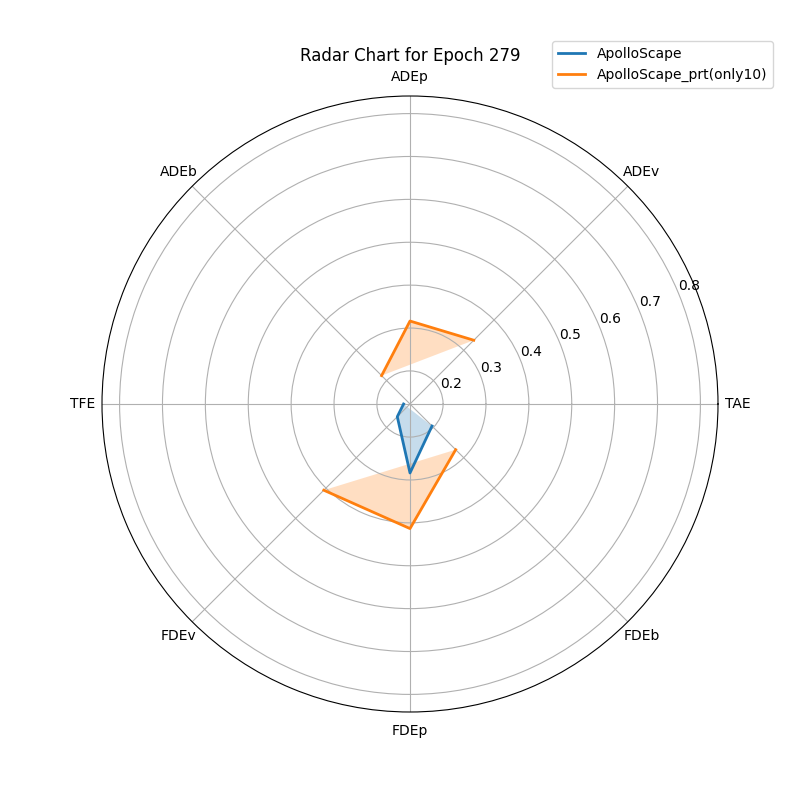 Radar Chart for Epoch 279
ApolloScape
ApolloScape_prt(only10)
ADEp
ADEb
ADEv
0.8
0.7
0.6
0.5
0.4
0.3
0.2
TFE
TAE
FDEv
FDEb
FDEp